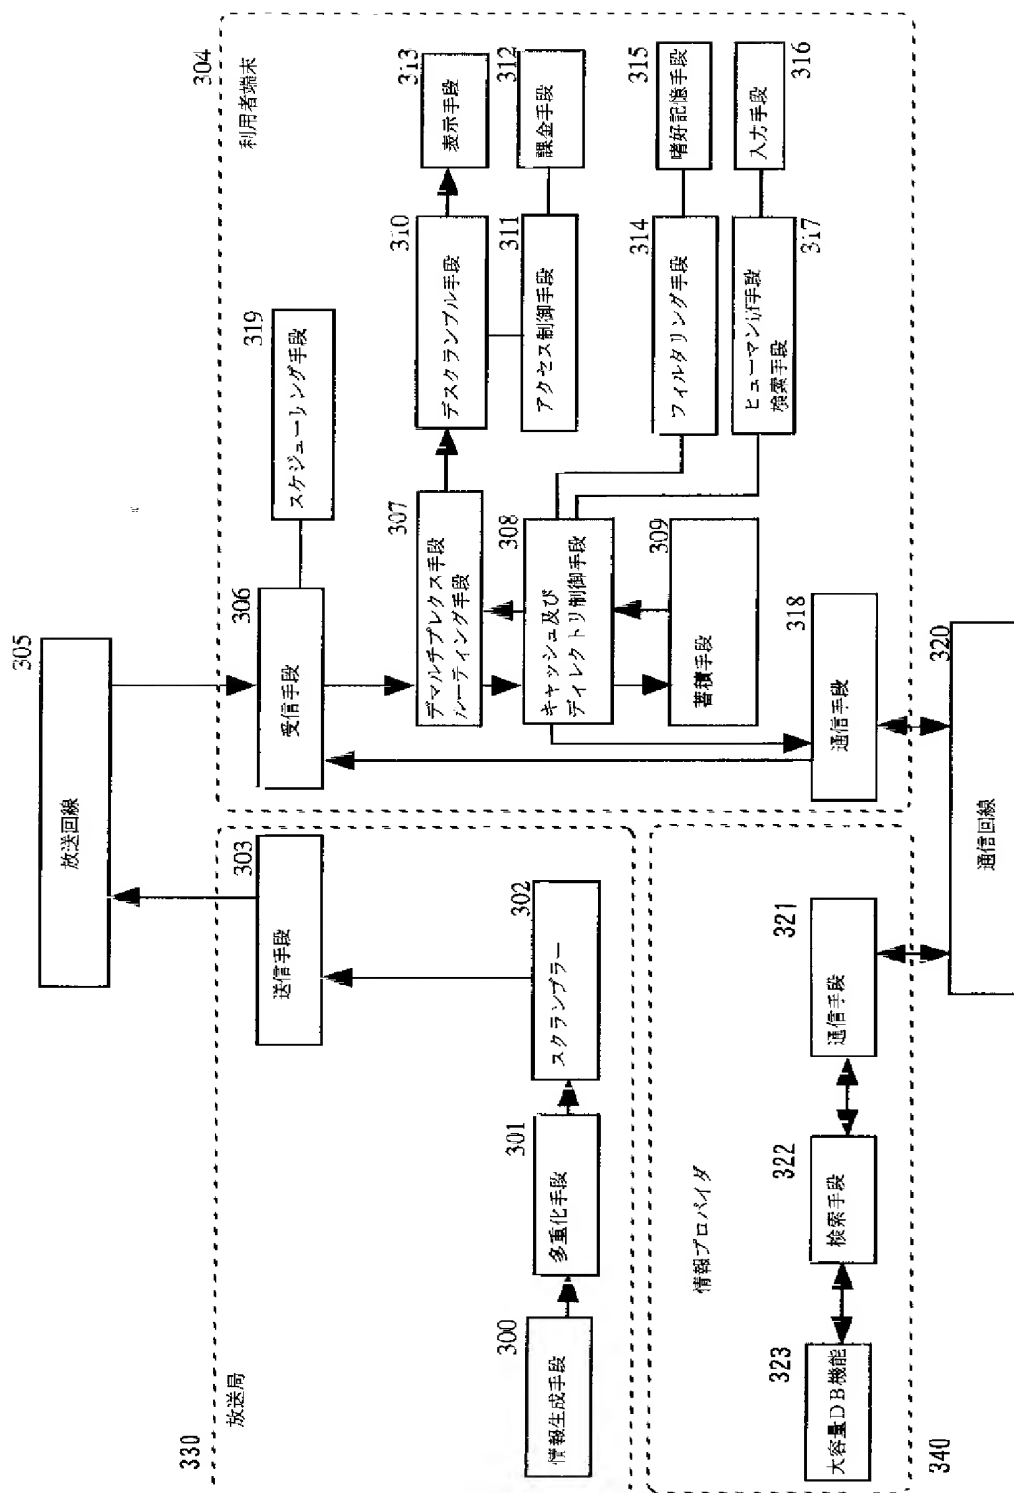 305
放送回線
330
放送局
300
情報生成手段
301
多重化手段
302
スクランブラー
303
送信手段
304
利用者端末
306
受信手段
319
スケジューリング手段
307
デマルチプレクス手段
ルーティング手段
310
デスクランブル手段
313
表示手段
311
アクセス制御手段
312
課金手段
308
キャッシュ及び
ディレクトリ制御手段
309
蓄積手段
314
フィルタリング手段
315
嗜好記憶手段
317
ヒューマンi/f手段
検索手段
316
入力手段
318
通信手段
340
情報プロバイダ
323
大容量DB機能
322
検索手段
321
通信手段
320
通信回線